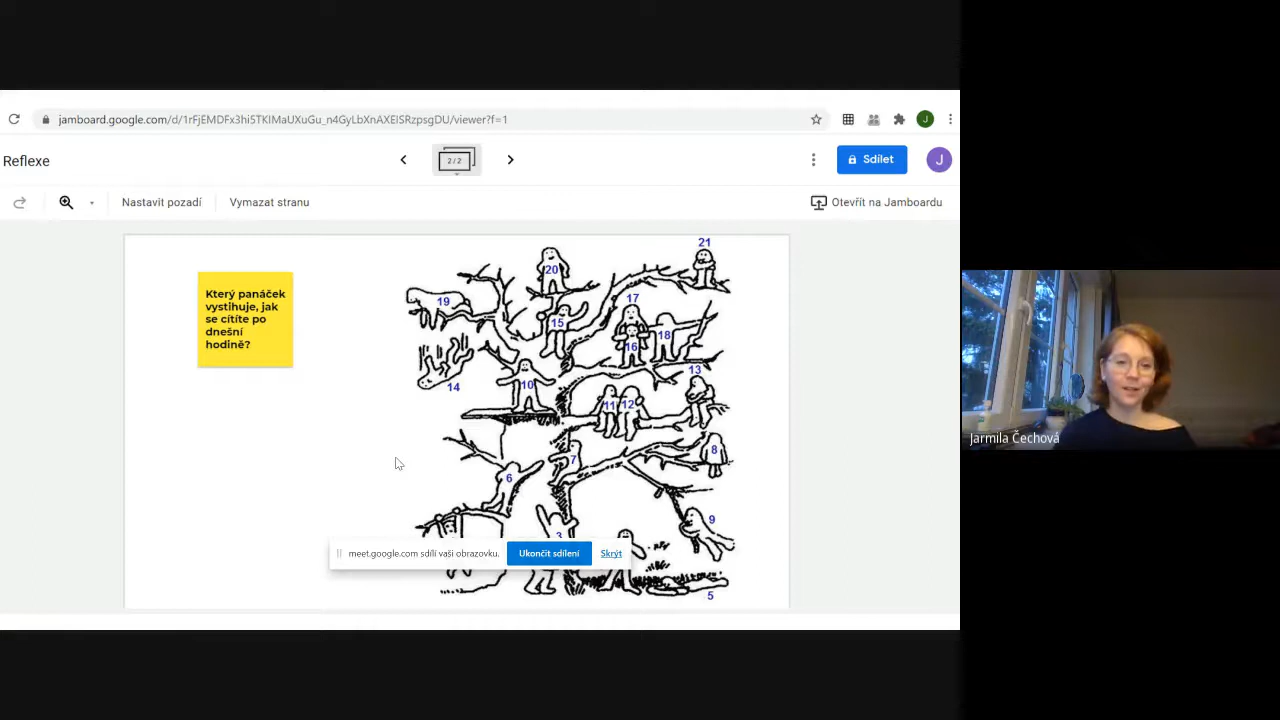 jamboard.google.com/d/1rFjEMDFx3hi5TKIMaUXuGu_n4GyLbXnAXEISRzpsgDU/viewer?f=1
J
Reflexe
2 / 2
Sdílet
J
Nastavit pozadí
Vymazat stranu
Otevřít na Jamboardu
Který panáček
vystihuje, jak
se cítíte po
dnešní
hodině?
21
20
19
17
15
18
16
13
14
10
11
12
8
7
6
9
3
5
meet.google.com sdílí vaši obrazovku.
Ukončit sdílení
Skrýt
Jarmila Čechová